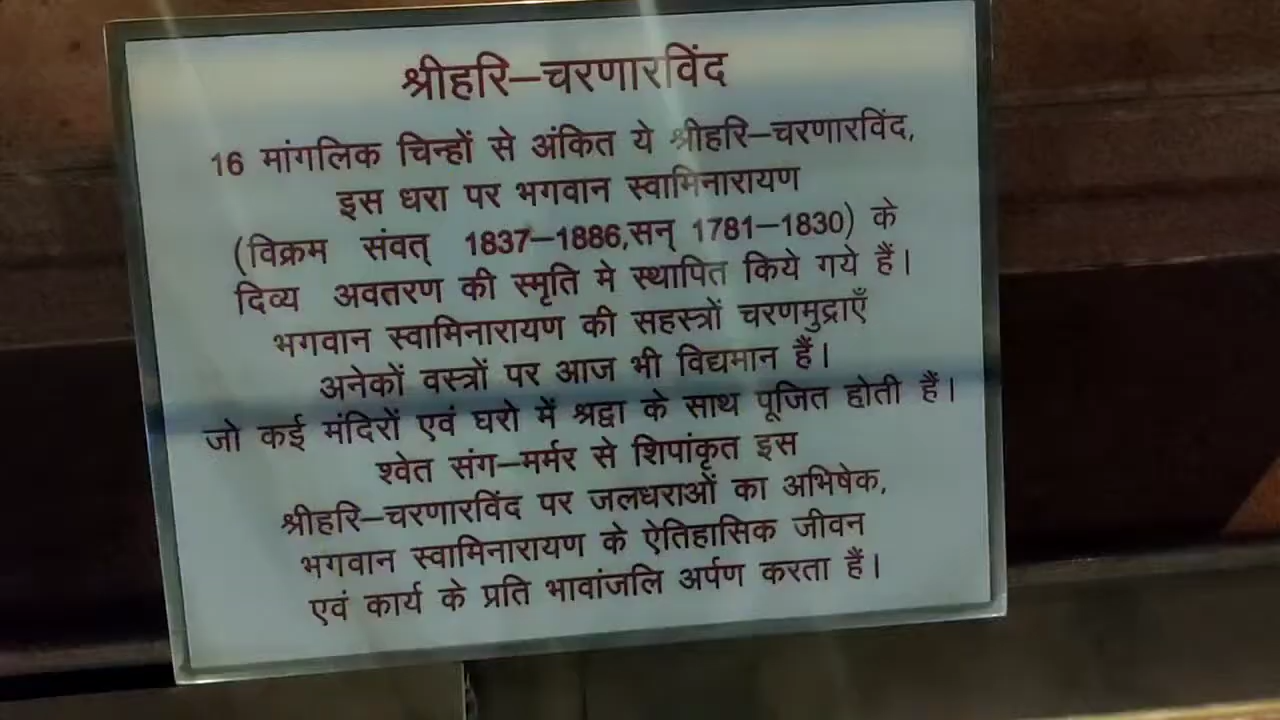 श्रीहरि–चरणारविंद
16 मांगलिक चिन्हों से अंकित ये श्रीहरि–चरणारविंद,
इस धरा पर भगवान स्वामिनारायण
(विक्रम संवत् 1837–1886,सन् 1781–1830) के
दिव्य अवतरण की स्मृति मे स्थापित किये गये हैं।
भगवान स्वामिनारायण की सहस्त्रों चरणमुद्राएँ
अनेकों वस्त्रों पर आज भी विद्यमान हैं।
जो कई मंदिरों एवं घरो में श्रद्वा के साथ पूजित होती हैं।
श्वेत संग–मर्मर से शिपांकृत इस
श्रीहरि–चरणारविंद पर जलधराओं का अभिषेक,
भगवान स्वामिनारायण के ऐतिहासिक जीवन
एवं कार्य के प्रति भावांजलि अर्पण करता हैं।